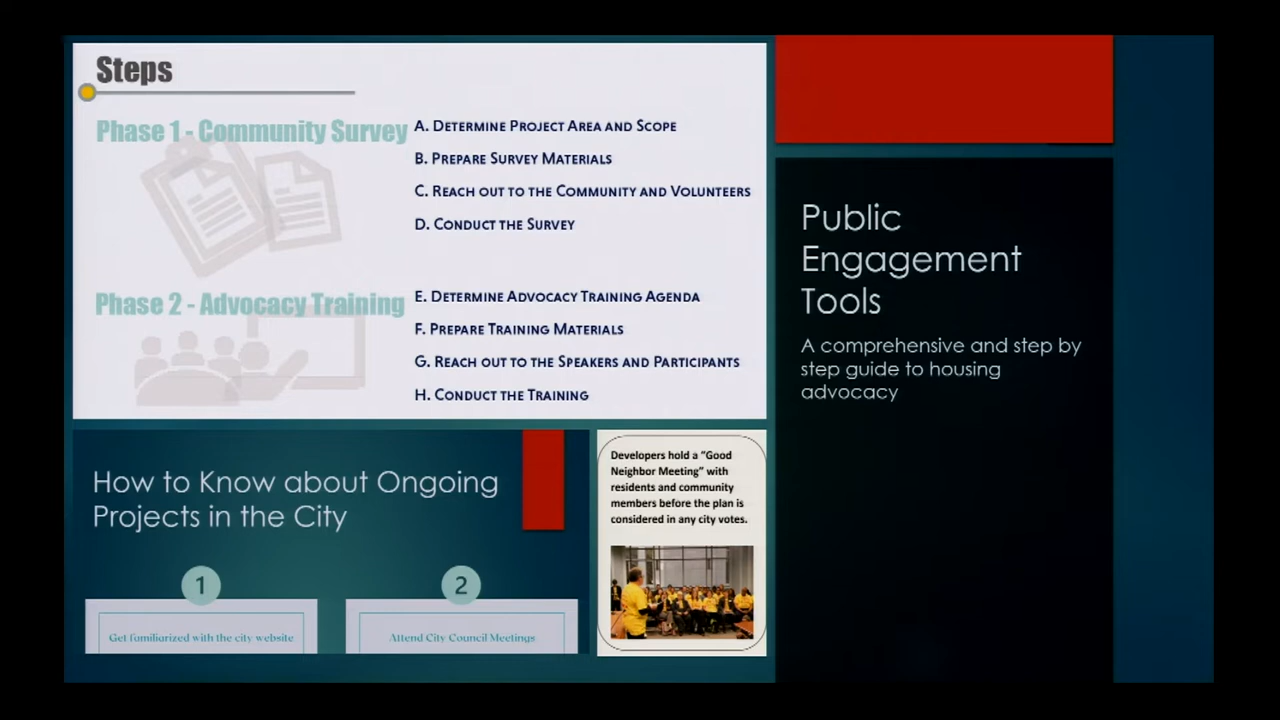 Steps
Phase 1 - Community Survey
A. Determine Project Area and Scope
B. Prepare Survey Materials
C. Reach out to the Community and Volunteers
D. Conduct the Survey
Phase 2 - Advocacy Training
E. Determine Advocacy Training Agenda
F. Prepare Training Materials
G. Reach out to the Speakers and Participants
H. Conduct the Training
How to Know about Ongoing
Projects in the City
1
Get familiarized with the city website
2
Attend City Council Meetings
Developers hold a “Good
Neighbor Meeting” with
residents and community
members before the plan is
considered in any city votes.
Public
Engagement
Tools
A comprehensive and step by
step guide to housing
advocacy